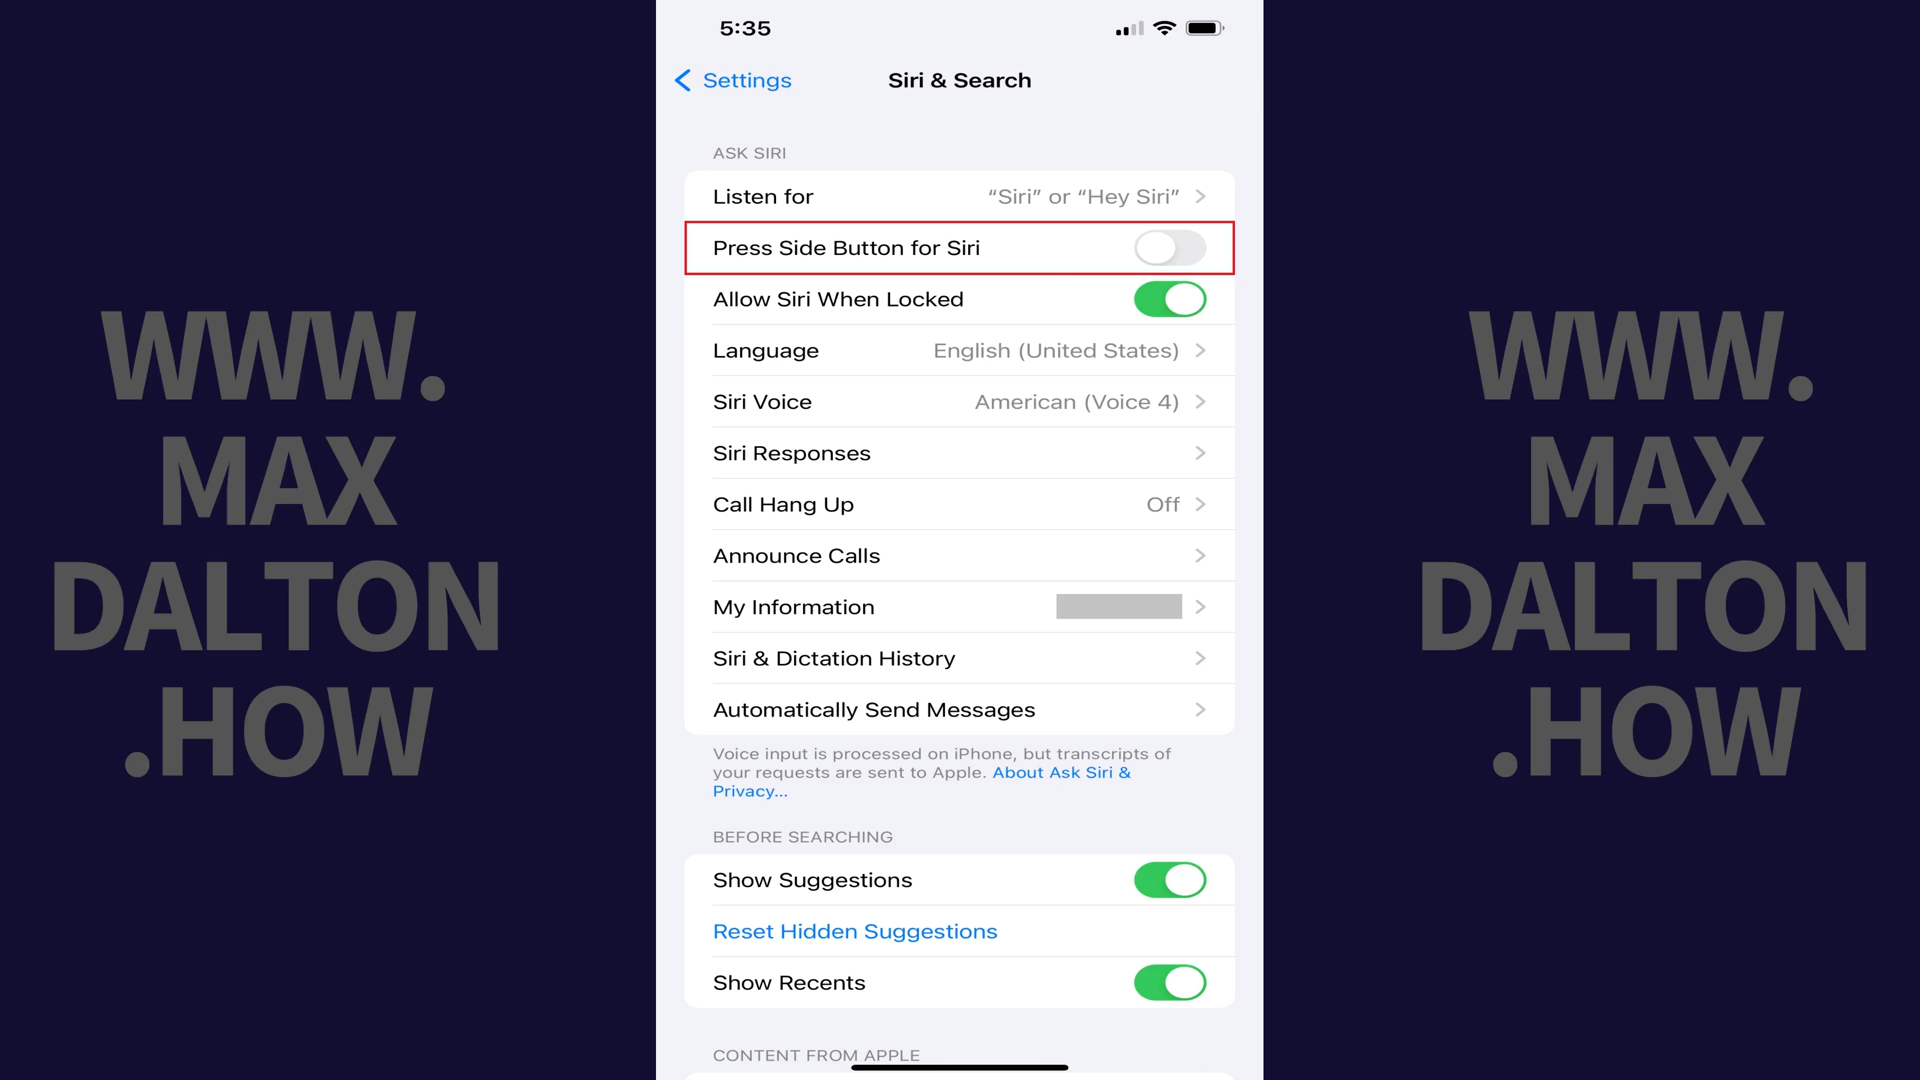 5:35
Settings
Siri & Search
ASK SIRI
Listen for “Siri” or “Hey Siri”
Press Side Button for Siri
Allow Siri When Locked
Language English (United States)
Siri Voice American (Voice 4)
Siri Responses
Call Hang Up Off
Announce Calls
My Information
Siri & Dictation History
Automatically Send Messages
Voice input is processed on iPhone, but transcripts of
your requests are sent to Apple. About Ask Siri &
Privacy...
BEFORE SEARCHING
Show Suggestions
Reset Hidden Suggestions
Show Recents
CONTENT FROM APPLE
WWW.
MAX
DALTON
.HOW
WWW.
MAX
DALTON
.HOW